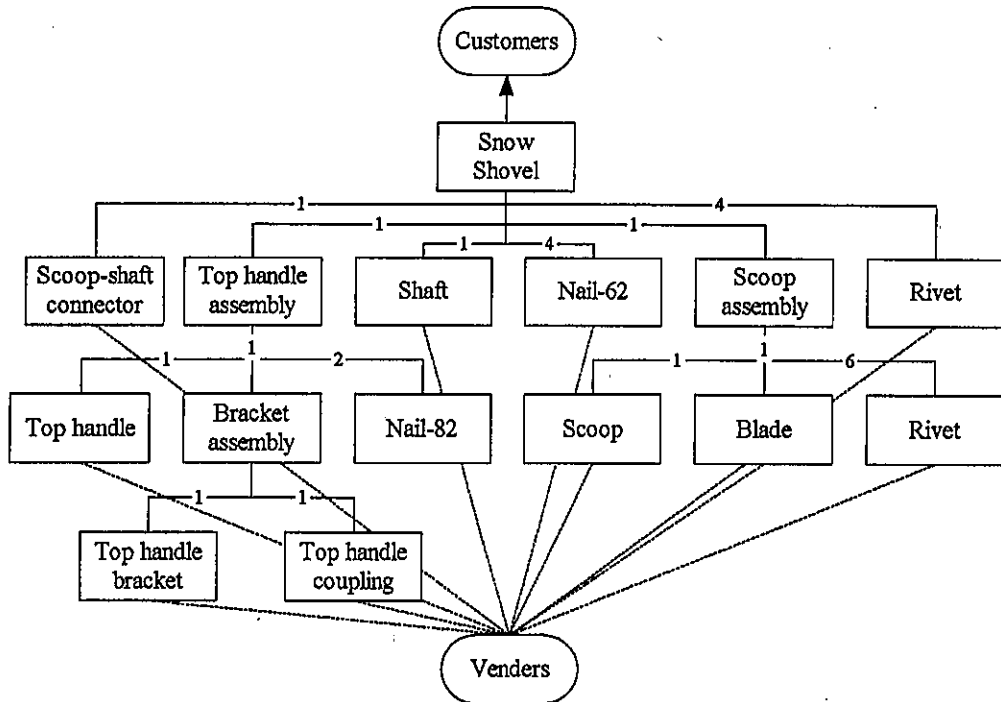 Customers
Snow
Shovel
1 4
1 1
1 4
Scoop-shaft
connector
Top handle
assembly
Shaft
Nail-62
Scoop
assembly
Rivet
1 1 2
1 1 6
Top handle
Bracket
assembly
Nail-82
Scoop
Blade
Rivet
1 1
Top handle
bracket
Top handle
coupling
Venders